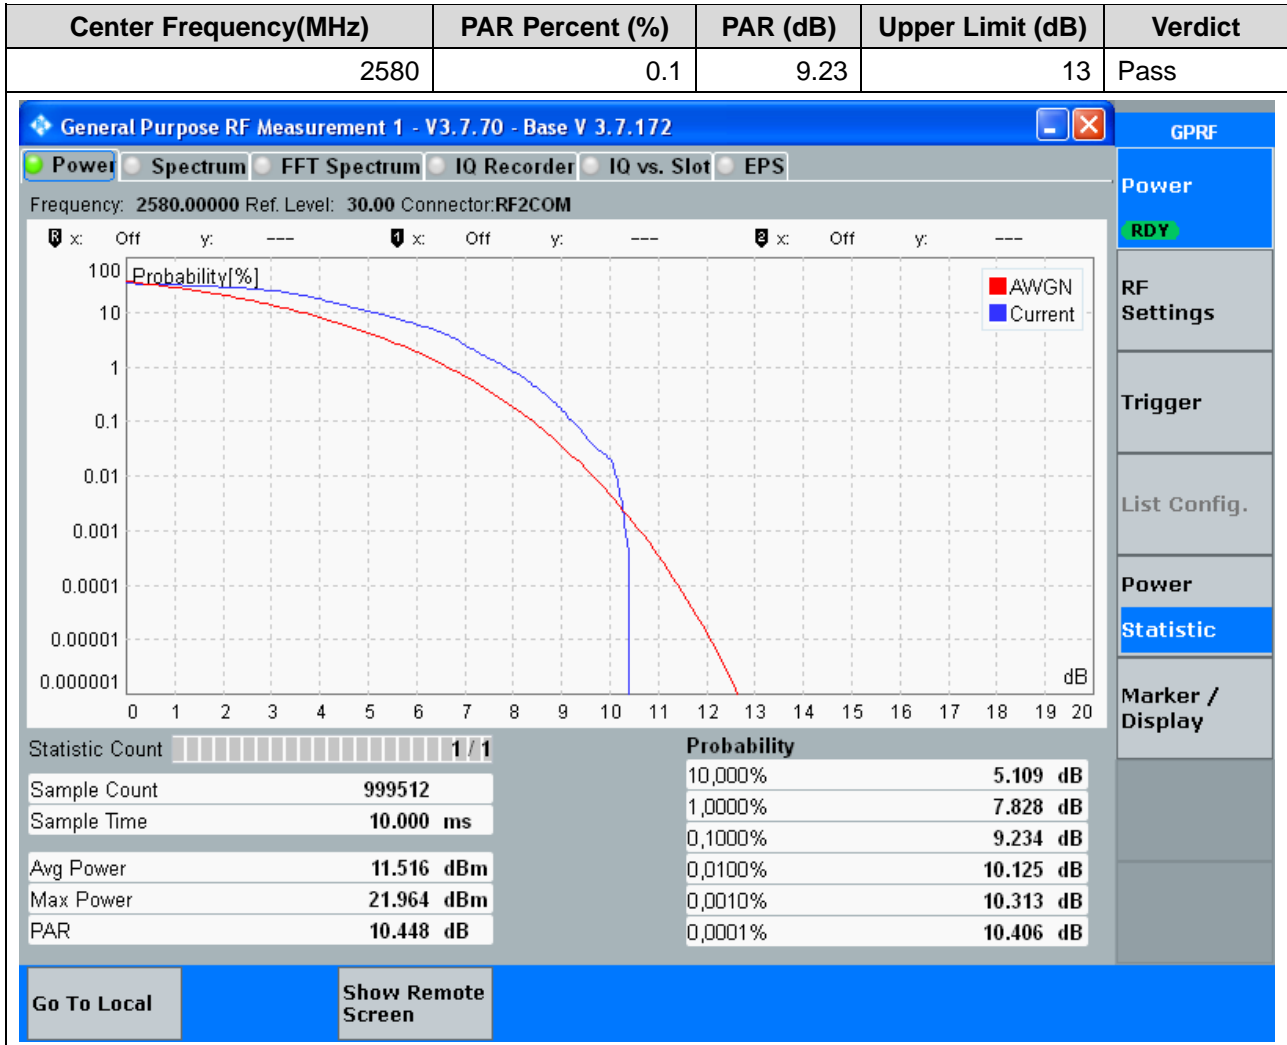 Center Frequency(MHz) PAR Percent (%) PAR (dB) Upper Limit (dB) Verdict
2580 0.1 9.23 13 Pass
General Purpose RF Measurement 1 - V3.7.70 - Base V 3.7.172
GPRF
Power Spectrum FFT Spectrum IQ Recorder IQ vs. Slot EPS
Power
RDY
Frequency: 2580.00000 Ref. Level: 30.00 Connector:RF2COM
R x: Off y: --- 1 x: Off y: --- 2 x: Off y: ---
Probability[%]
AWGN
Current
100
10
1
0.1
0.01
0.001
0.0001
0.00001
0.000001
dB
0 1 2 3 4 5 6 7 8 9 10 11 12 13 14 15 16 17 18 19 20
RF
Settings
Trigger
List Config.
Power
Statistic
Marker /
Display
Statistic Count 1 / 1
Sample Count 999512
Sample Time 10.000 ms
Avg Power 11.516 dBm
Max Power 21.964 dBm
PAR 10.448 dB
Probability
10,000% 5.109 dB
1,0000% 7.828 dB
0,1000% 9.234 dB
0,0100% 10.125 dB
0,0010% 10.313 dB
0,0001% 10.406 dB
Go To Local
Show Remote
Screen